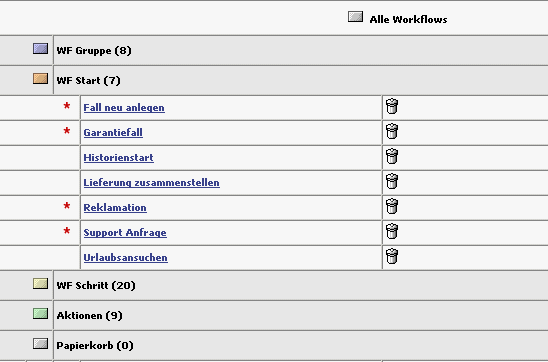 Alle Workflows
WF Gruppe (8)
WF Start (7)
* Fall neu anlegen
* Garantiefall
Historienstart
Lieferung zusammenstellen
* Reklamation
* Support Anfrage
Urlaubsansuchen
WF Schritt (20)
Aktionen (9)
Papierkorb (0)